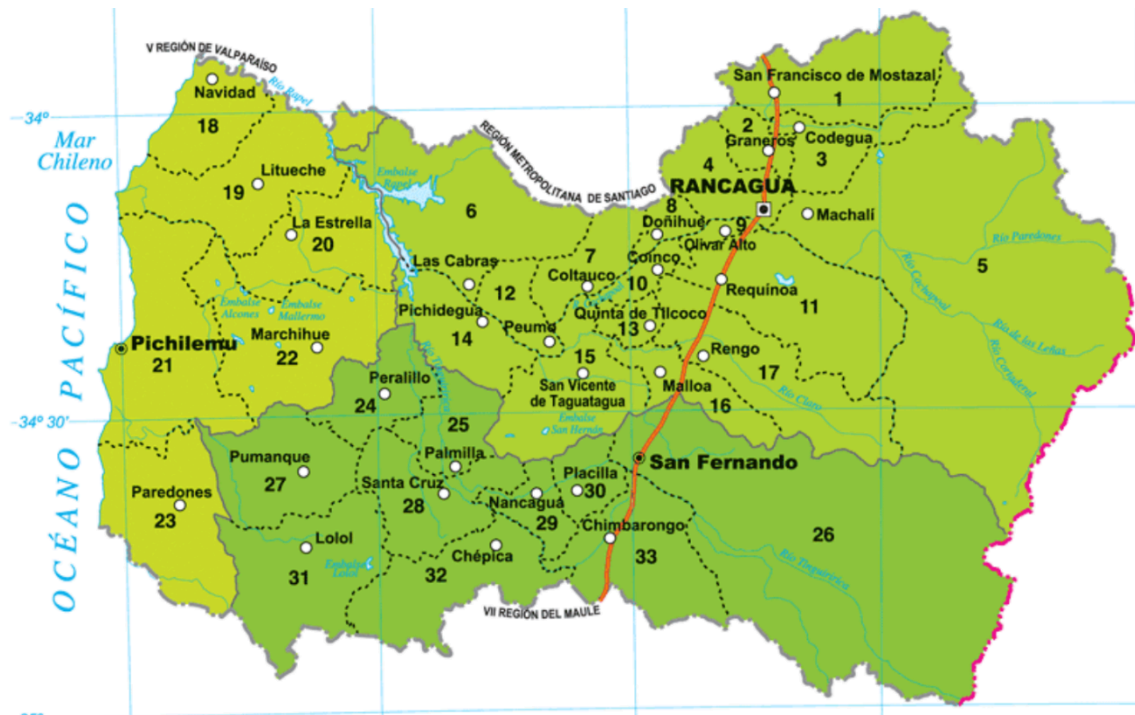 V REGIÓN DE VALPARAÍSO
Navidad
18
Río Rapel
34°
Mar
Chileno
19
Litueche
La Estrella
20
Embalse
Rapel
REGIÓN METROPOLITANA DE SANTIAGO
San Francisco de Mostazal
1
2
Codegua
Graneros
3
4
RANCAGUA
Machalí
6
8
Doñihue
9
Olivar Alto
7
Coinco
Río Paredones
5
Río Cachapoal
Las Cabras
12
Coltauco
10
R. Cachapoal
Requínoa
11
Pichidegua
14
Peumo
Quinta de Tilcoco
13
Río de las Leñas
Río Cortaderal
Embalse
Alcones
Embalse
Mallermo
Marchihue
22
Pichilemu
21
OCÉANO PACÍFICO
15
San Vicente
de Taguatagua
Rengo
17
Malloa
16
Río Claro
Embalse
San Hernán
Peralillo
24
Río Tinguiririca
25
34° 30'
Pumanque
27
Palmilla
Santa Cruz
28
Placilla
30
Nancagua
29
San Fernando
Paredones
23
Chimbarongo
33
26
Lolol
31
Embalse
Lolol
Chépica
32
Río Tinguiririca
VII REGIÓN DEL MAULE